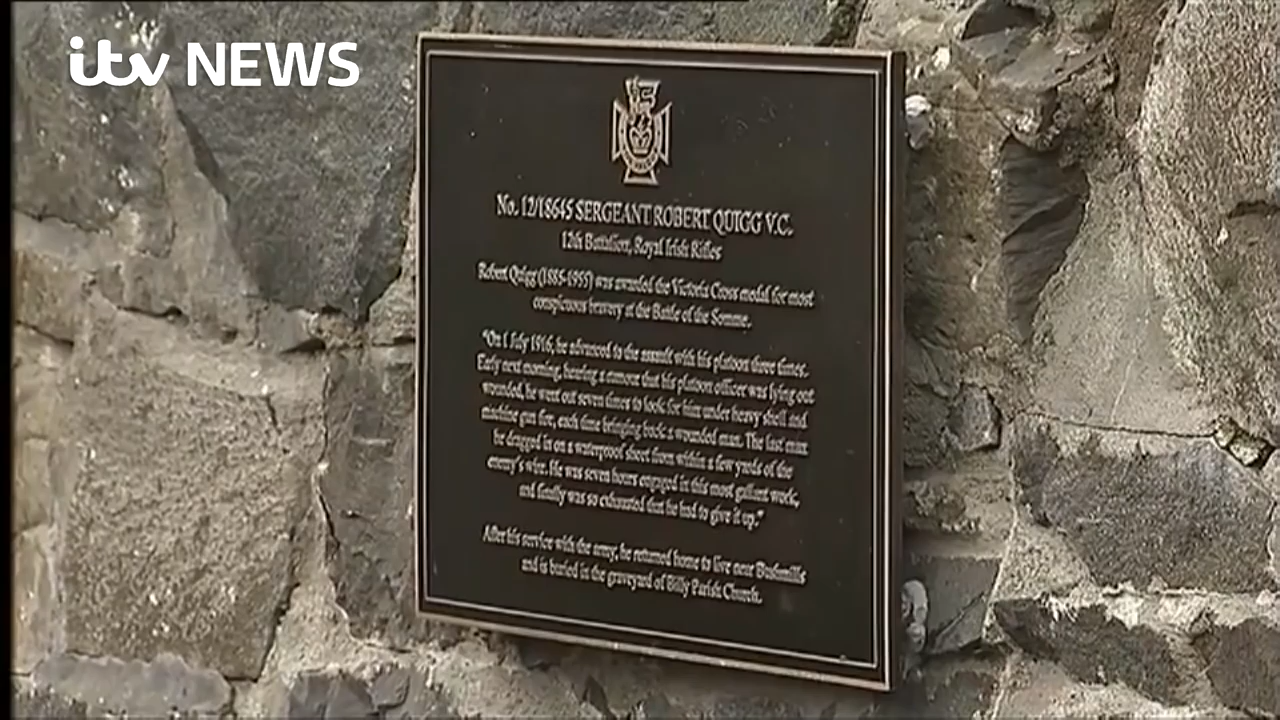 itv NEWS
No. 12/18645 SERGEANT ROBERT QUIGG V.C.
12th Battalion, Royal Irish Rifles
Robert Quigg (1885-1955) was awarded the Victoria Cross medal for most
conspicuous bravery at the Battle of the Somme.
"On 1 July 1916, he advanced to the assault with his platoon three times.
Early next morning, hearing a rumour that his platoon officer was lying out
wounded, he went out seven times to look for him under heavy shell and
machine gun fire, each time bringing back a wounded man. The last man
he dragged in on a waterproof sheet from within a few yards of the
enemy's wire. He was seven hours engaged in this most gallant work,
and finally was so exhausted that he had to give it up."
After his service with the army, he returned home to live near Bushmills
and is buried in the graveyard of Billy Parish Church.